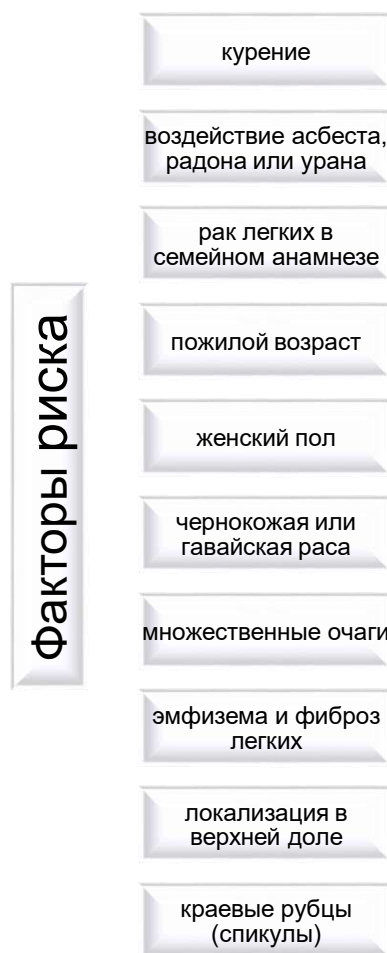 Факторы риска
курение
воздействие асбеста,
радона или урана
рак легких в
семейном анамнезе
пожилой возраст
женский пол
чернокожая или
гавайская раса
множественные очаги
эмфизема и фиброз
легких
локализация в
верхней доле
краевые рубцы
(спикулы)